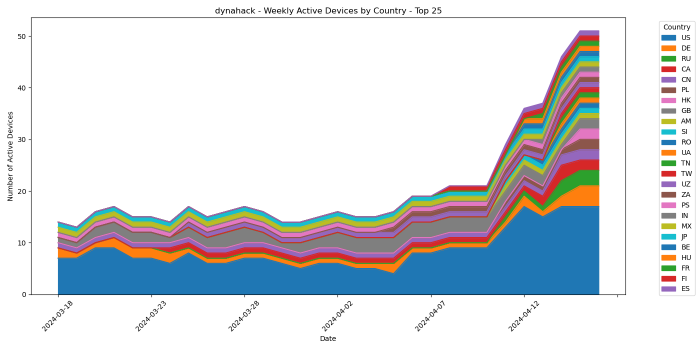 dynahack - Weekly Active Devices by Country - Top 25
Number of Active Devices
50
40
30
20
10
0
2024-03-18
2024-03-23
2024-03-28
2024-04-02
2024-04-07
2024-04-12
Date
Country
US
DE
RU
CA
CN
PL
HK
GB
AM
SI
RO
UA
TN
TW
UZ
ZA
PS
IN
MX
JP
BE
HU
FR
FI
ES